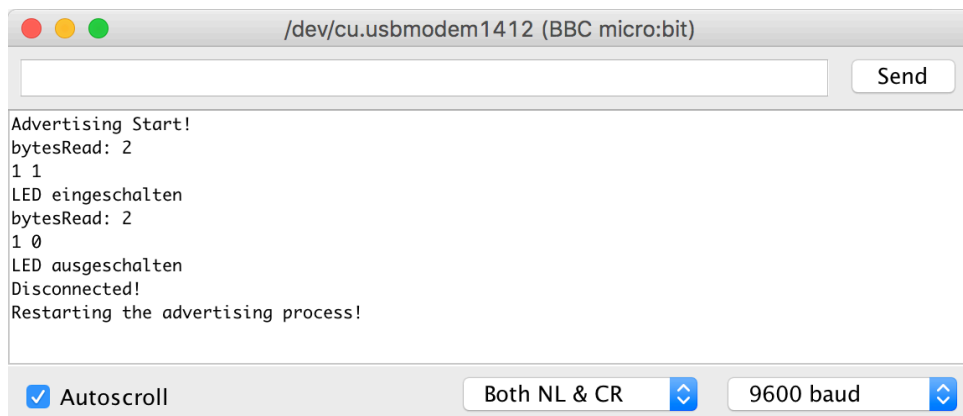 /dev/cu.usbmodem1412 (BBC micro:bit)
Send
Advertising Start!
bytesRead: 2
1 1
LED eingeschalten
bytesRead: 2
1 0
LED ausgeschalten
Disconnected!
Restarting the advertising process!
Autoscroll Both NL & CR 9600 baud